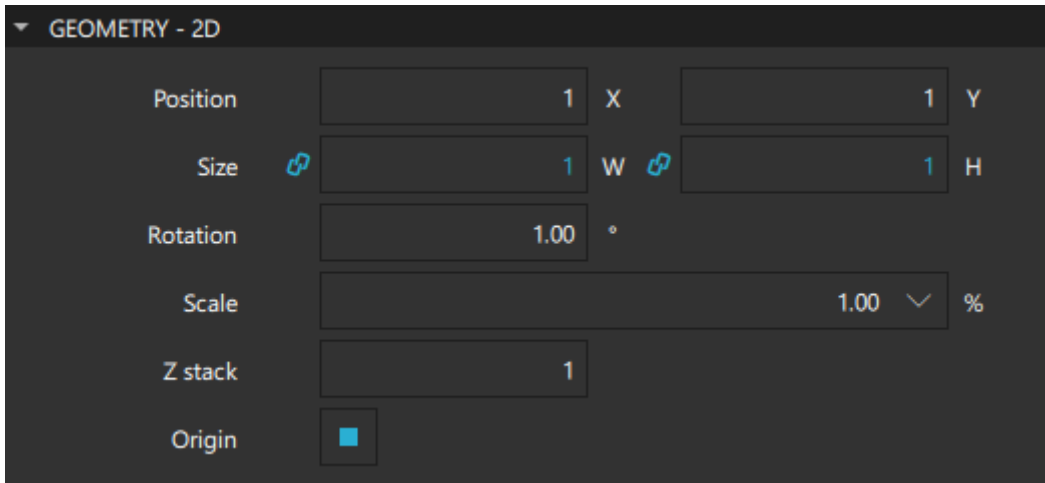 GEOMETRY - 2D
Position 1 X 1 Y
Size 1 W 1 H
Rotation 1.00 °
Scale 1.00 %
Z stack 1
Origin